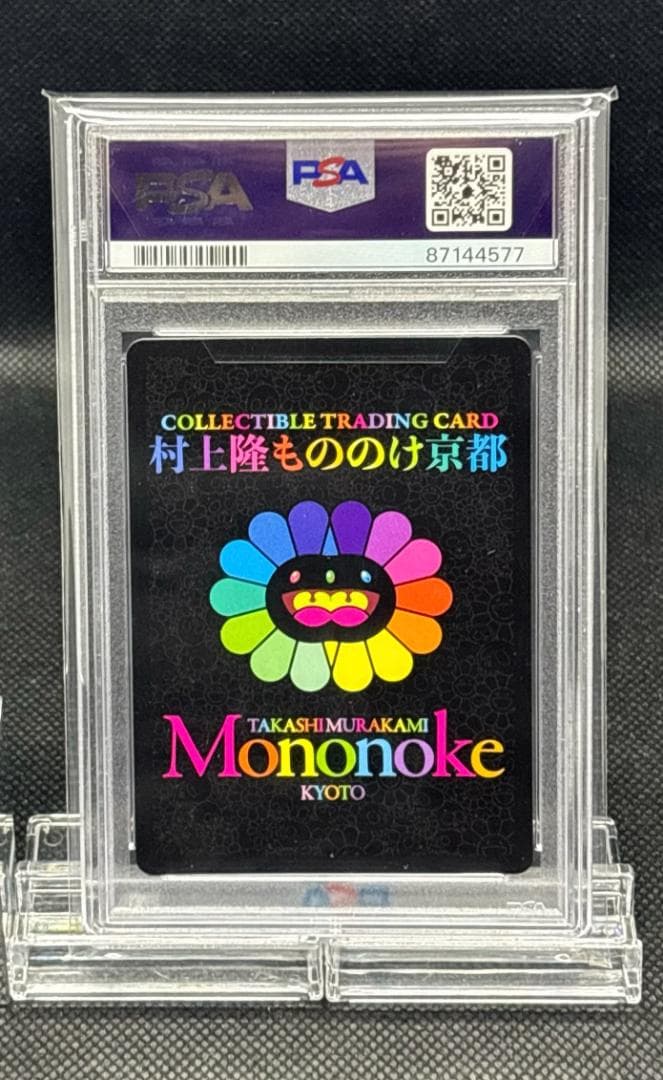 PSA
PSA
87144577
COLLECTIBLE TRADING CARD
村上隆もののけ京都
TAKASHI MURAKAMI
Mononoke
KYOTO